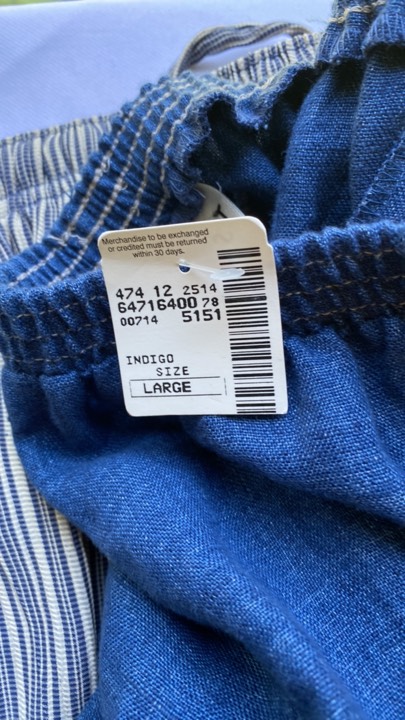 Merchandise to be exchanged
or credited must be returned
within 30 days.
474 12 2514
64716400 78
00714 5151
INDIGO
SIZE
LARGE